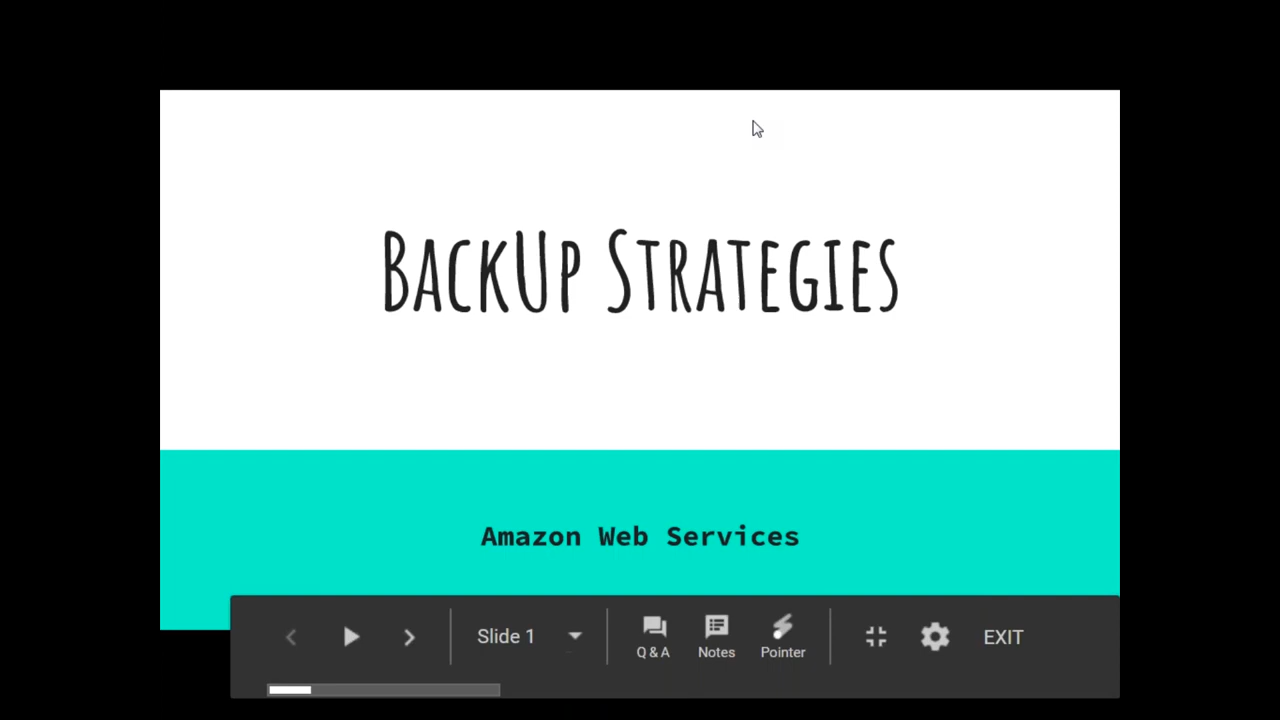 BackUp Strategies
Amazon Web Services
Slide 1
Q & A
Notes
Pointer
EXIT